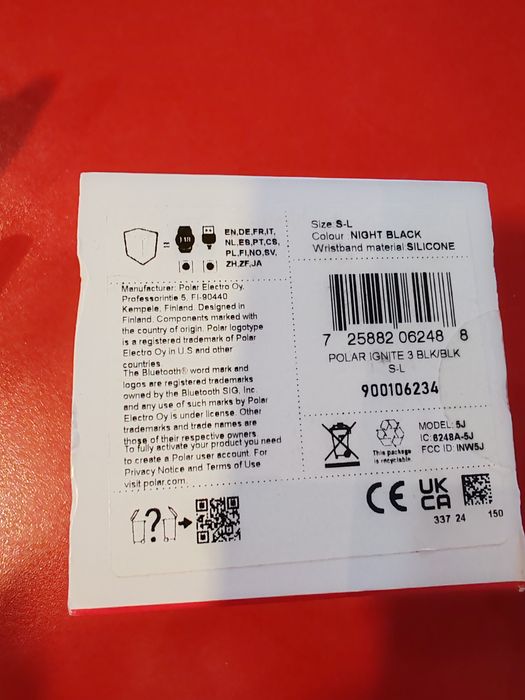 EN,DE,FR,IT,
NL,ES,PT,CS,
PL,FI,NO,SV,
ZH,ZF,JA
=
Manufacturer: Polar Electro Oy.
Professorintie 5, FI-90440
Kempele, Finland. Designed in
Finland. Components marked with
the country of origin. Polar logotype
is a registered trademark of Polar
Electro Oy in U.S and other
countries.
The Bluetooth® word mark and
logos are registered trademarks
owned by the Bluetooth SIG, Inc.
and any use of such marks by Polar
Electro Oy is under license. Other
trademarks and trade names are
those of their respective owners.
To fully activate your product you need
to create a Polar user account. For
Privacy Notice and Terms of Use
visit polar.com.
?
Size: S-L
Colour: NIGHT BLACK
Wristband material: SILICONE
7 25882 06248 8
POLAR IGNITE 3 BLK/BLK
S-L
900106234
This package
is recyclable
MODEL: 5J
IC: 6248A-5J
FCC ID: INW5J
CE UK
CA
337 24 150